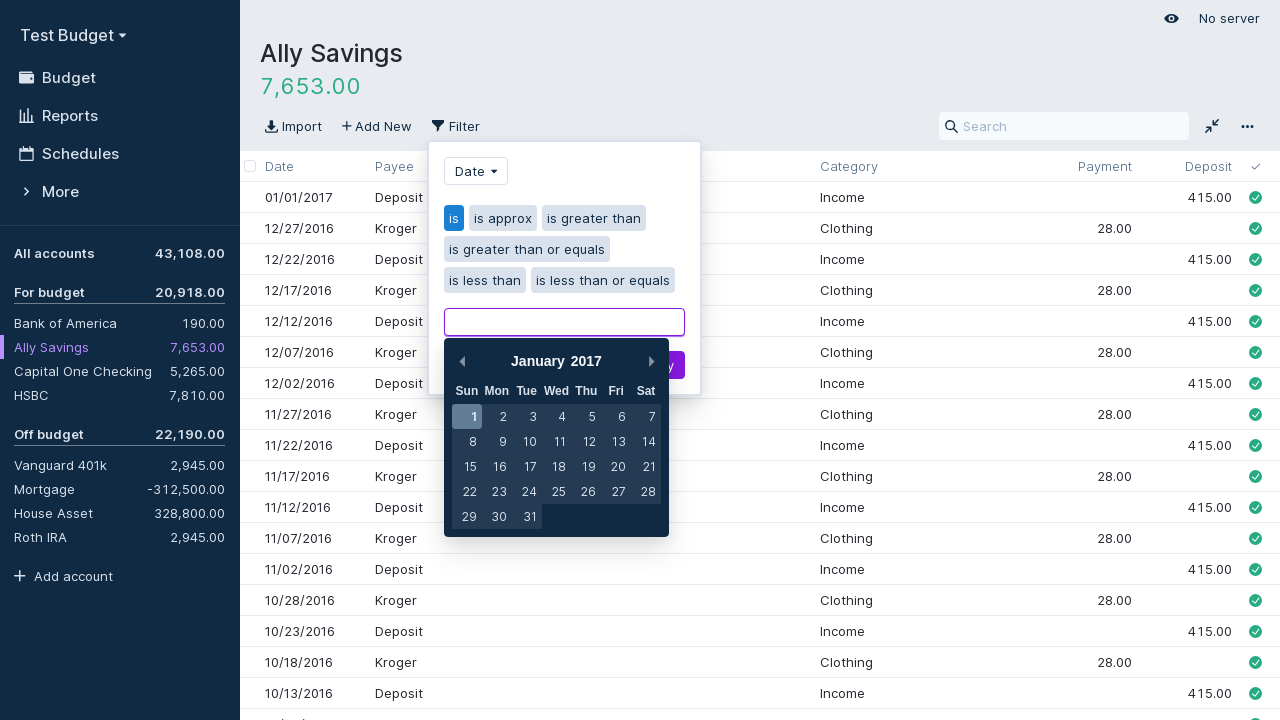 Test Budget
Budget
Reports
Schedules
More
All accounts 43,108.00
For budget 20,918.00
Bank of America 190.00
Ally Savings 7,653.00
Capital One Checking 5,265.00
HSBC 7,810.00
Off budget 22,190.00
Vanguard 401k 2,945.00
Mortgage -312,500.00
House Asset 328,800.00
Roth IRA 2,945.00
Add account
No server
Ally Savings
7,653.00
Import Add New Filter Search
Date Payee Category Payment Deposit
01/01/2017 Deposit Income 415.00
12/27/2016 Kroger Clothing 28.00
12/22/2016 Deposit Income 415.00
12/17/2016 Kroger Clothing 28.00
12/12/2016 Deposit Income 415.00
12/07/2016 Kroger Clothing 28.00
12/02/2016 Deposit Income 415.00
11/27/2016 Kroger Clothing 28.00
11/22/2016 Deposit Income 415.00
11/17/2016 Kroger Clothing 28.00
11/12/2016 Deposit Income 415.00
11/07/2016 Kroger Clothing 28.00
11/02/2016 Deposit Income 415.00
10/28/2016 Kroger Clothing 28.00
10/23/2016 Deposit Income 415.00
10/18/2016 Kroger Clothing 28.00
10/13/2016 Deposit Income 415.00
Date
is is approx is greater than
is greater than or equals
is less than is less than or equals
January 2017
Sun Mon Tue Wed Thu Fri Sat
1 2 3 4 5 6 7
8 9 10 11 12 13 14
15 16 17 18 19 20 21
22 23 24 25 26 27 28
29 30 31